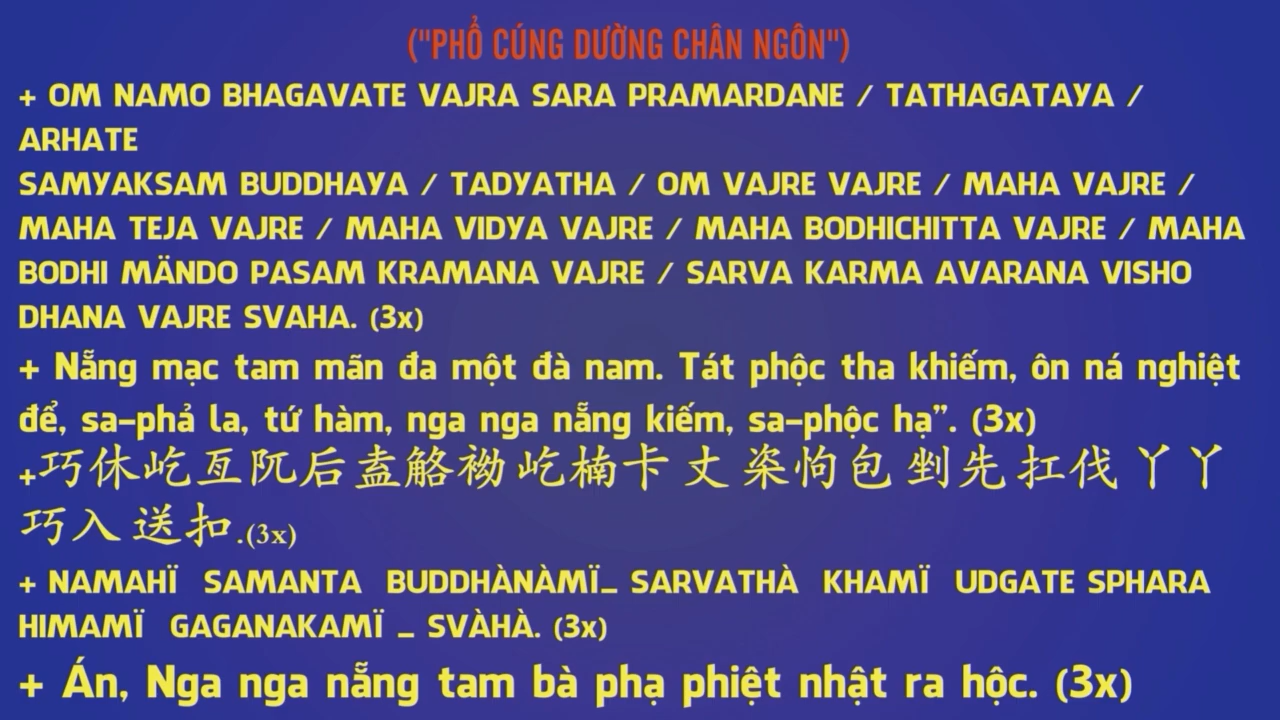 ("PHỔ CÚNG DƯỜNG CHÂN NGÔN")
+ OM NAMO BHAGAVATE VAJRA SARA PRAMARDANE / TATHAGATAYA /
ARHATE
SAMYAKSAM BUDDHAYA / TADYATHA / OM VAJRE VAJRE / MAHA VAJRE /
MAHA TEJA VAJRE / MAHA VIDYA VAJRE / MAHA BODHICHITTA VAJRE / MAHA
BODHI MÄNDO PASAM KRAMANA VAJRE / SARVA KARMA AVARANA VISHO
DHANA VAJRE SVAHA. (3x)
+ Nẵng mạc tam mãn đa một đà nam. Tát phộc tha khiếm, ôn ná nghiệt
để, sa-phả la, tứ hàm, nga nga nẵng kiếm, sa-phộc hạ”. (3x)
+巧休屹亙阢后盍觡袎屹楠卡丈粢怐包剉先扛伐丫丫
巧入送扣.(3x)
+ NAMAHÏ SAMANTA BUDDHÀNÀMÏ_ SARVATHÀ KHAMÏ UDGATE SPHARA
HIMAMÏ GAGANAKAMÏ _ SVÀHÀ. (3x)
+ Án, Nga nga nẵng tam bà phạ phiệt nhật ra hộc. (3x)